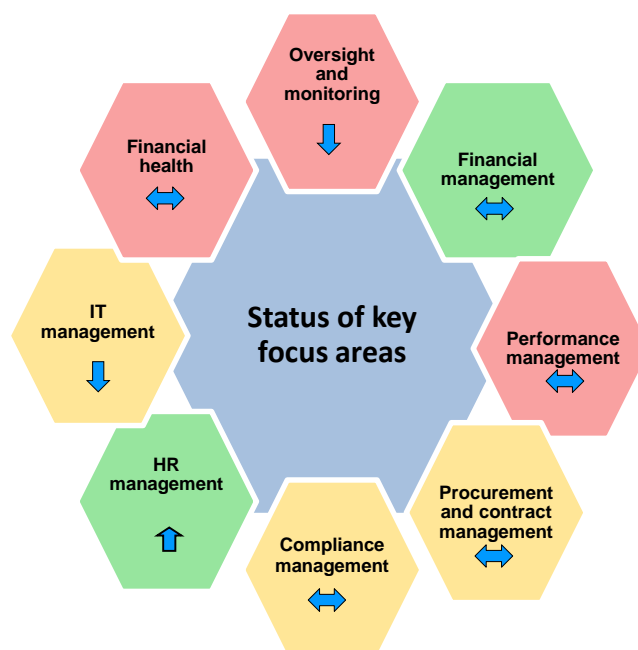 Oversight
and
monitoring
Financial
management
Performance
management
Procurement
and contract
management
Compliance
management
HR
management
IT
management
Financial
health
Status of key
focus areas